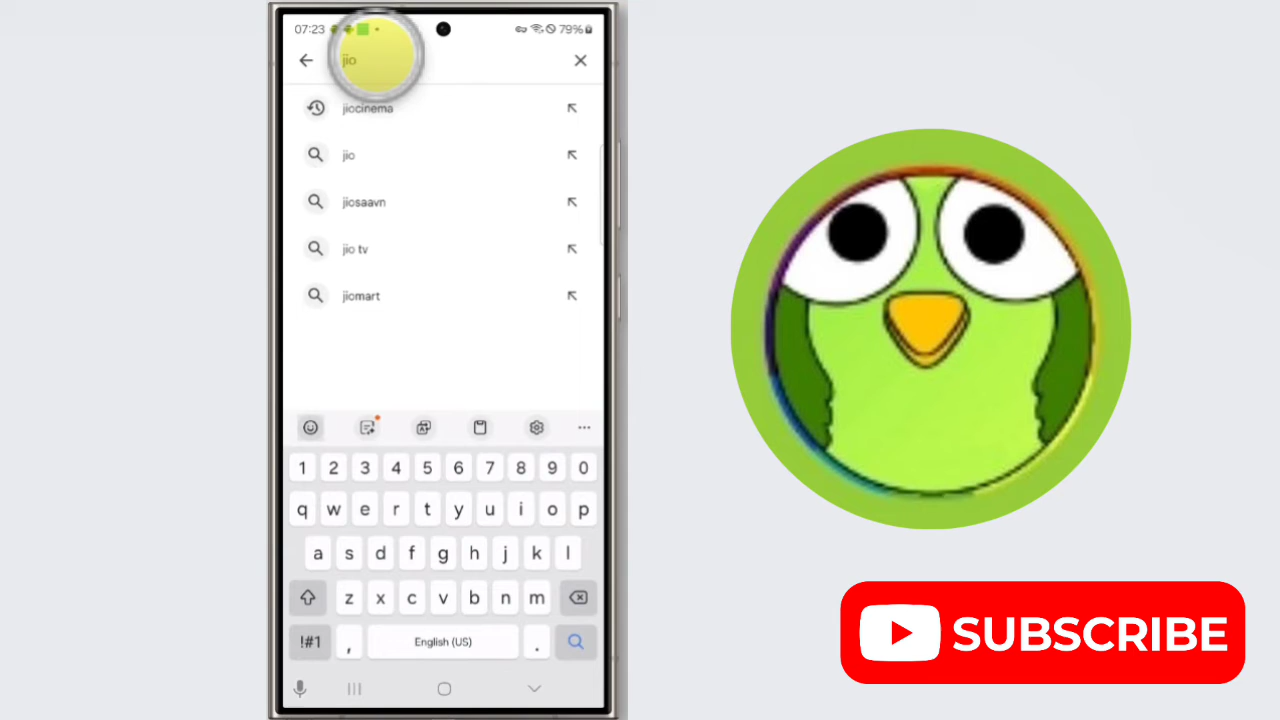 07:23
79%
jio
jiocinema
jio
jiosaavn
jio tv
jiomart
1 2 3 4 5 6 7 8 9 0
q w e r t y u i o p
a s d f g h j k l
z x c v b n m
!#1 , English (US) .
SUBSCRIBE